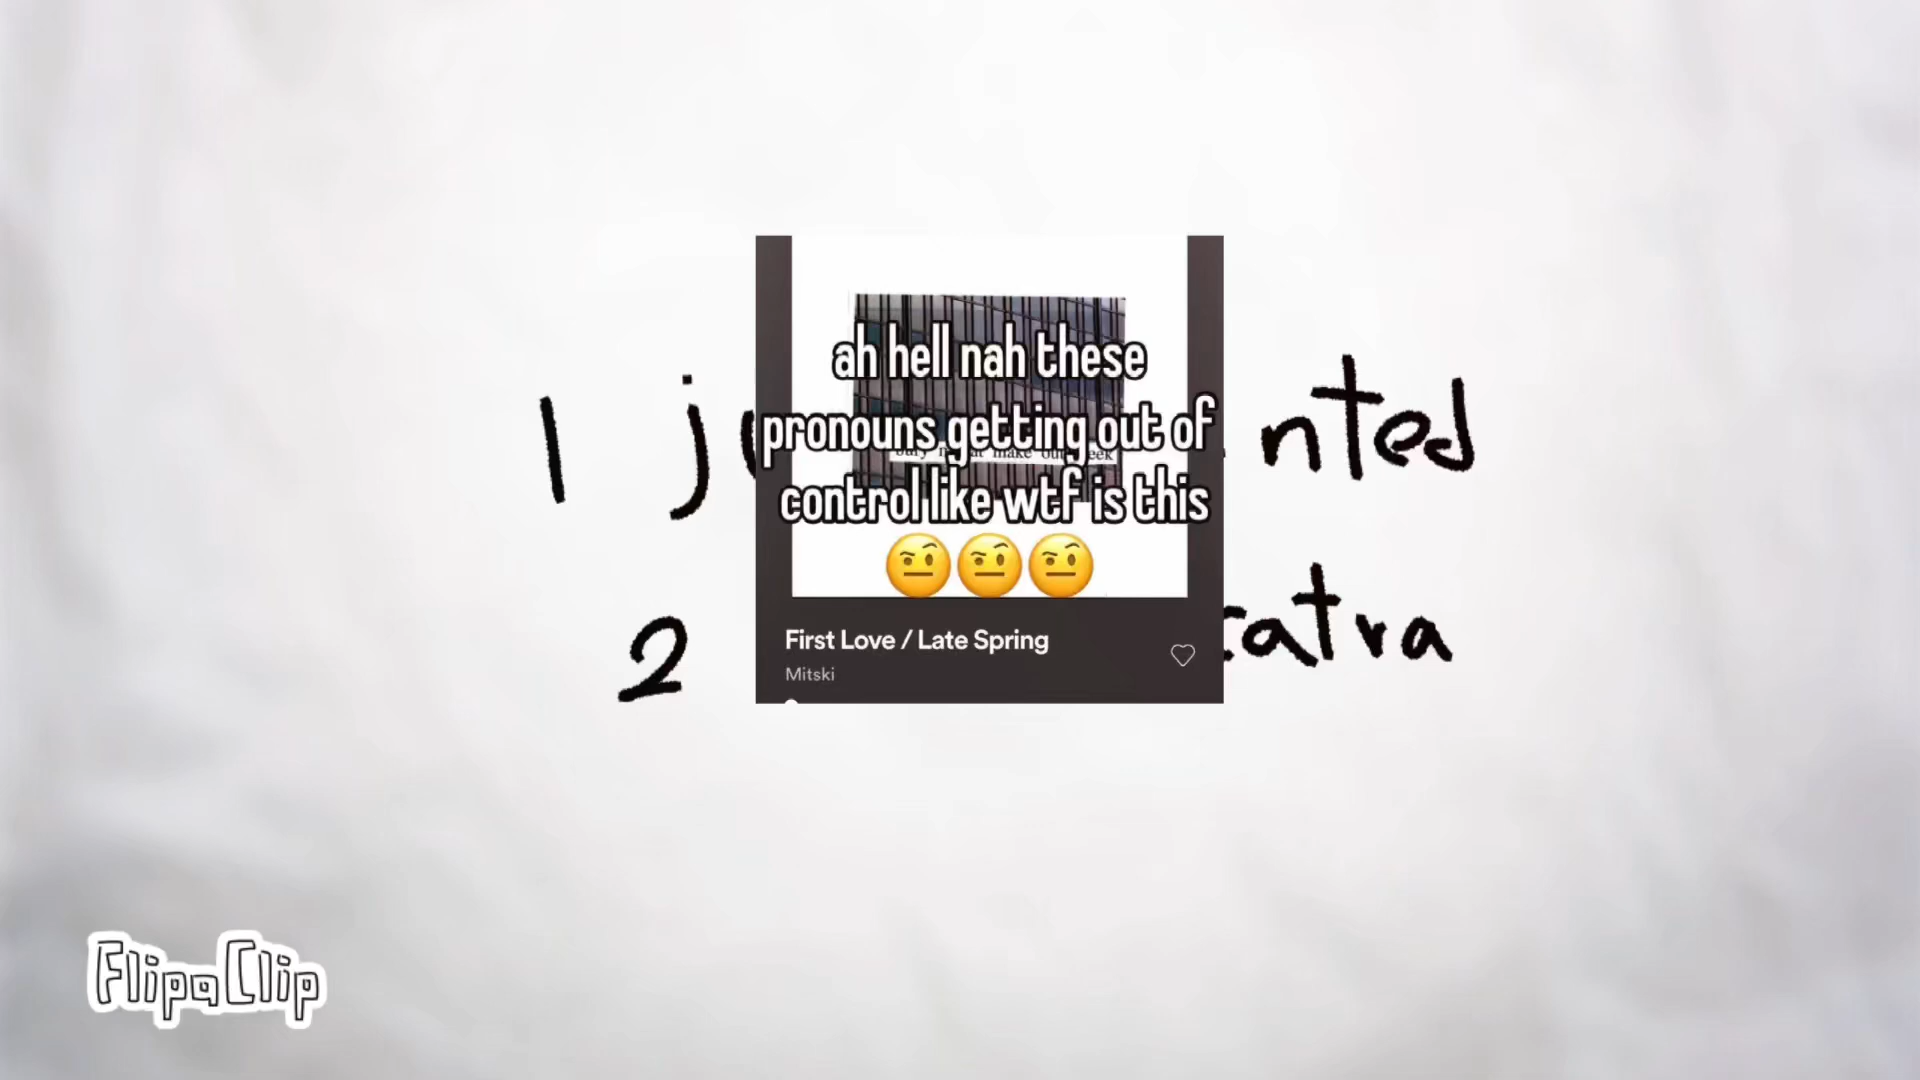 ah hell nah these
pronouns getting out of
control like wtf is this
🤨🤨🤨
First Love / Late Spring
Mitski
1 nted
2 catra
FlipaClip